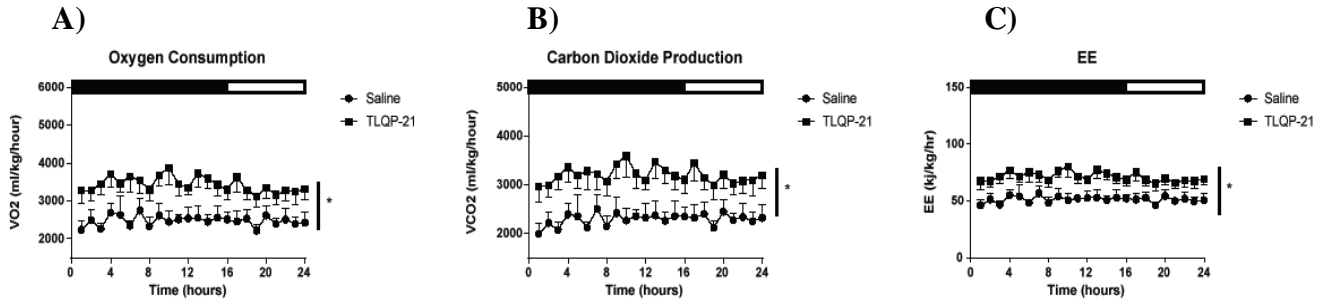 A)
Oxygen Consumption
VO2 (ml/kg/hour)
6000
5000
4000
3000
2000
0 4 8 12 16 20 24
Time (hours)
Saline
TLQP-21
*
B)
Carbon Dioxide Production
VCO2 (ml/kg/hour)
5000
4000
3000
2000
0 4 8 12 16 20 24
Time (hours)
Saline
TLQP-21
*
C)
EE
EE (kj/kg/hr)
150
100
50
0
0 4 8 12 16 20 24
Time (hours)
Saline
TLQP-21
*